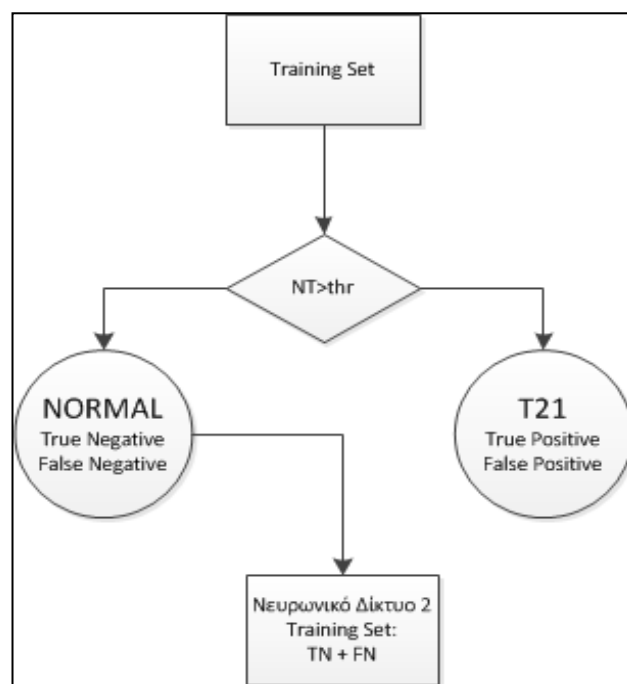 Training Set
NT>thr
NORMAL
True Negative
False Negative
T21
True Positive
False Positive
Νευρωνικό Δίκτυο 2
Training Set:
TN + FN